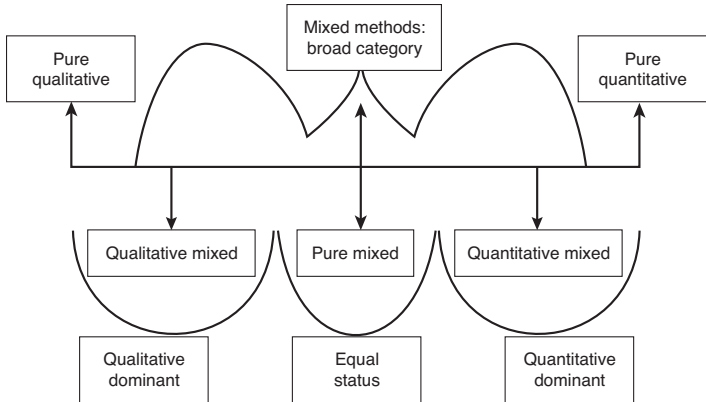 Mixed methods:
broad category
Pure
qualitative
Pure
quantitative
Qualitative mixed
Pure mixed
Quantitative mixed
Qualitative
dominant
Equal
status
Quantitative
dominant